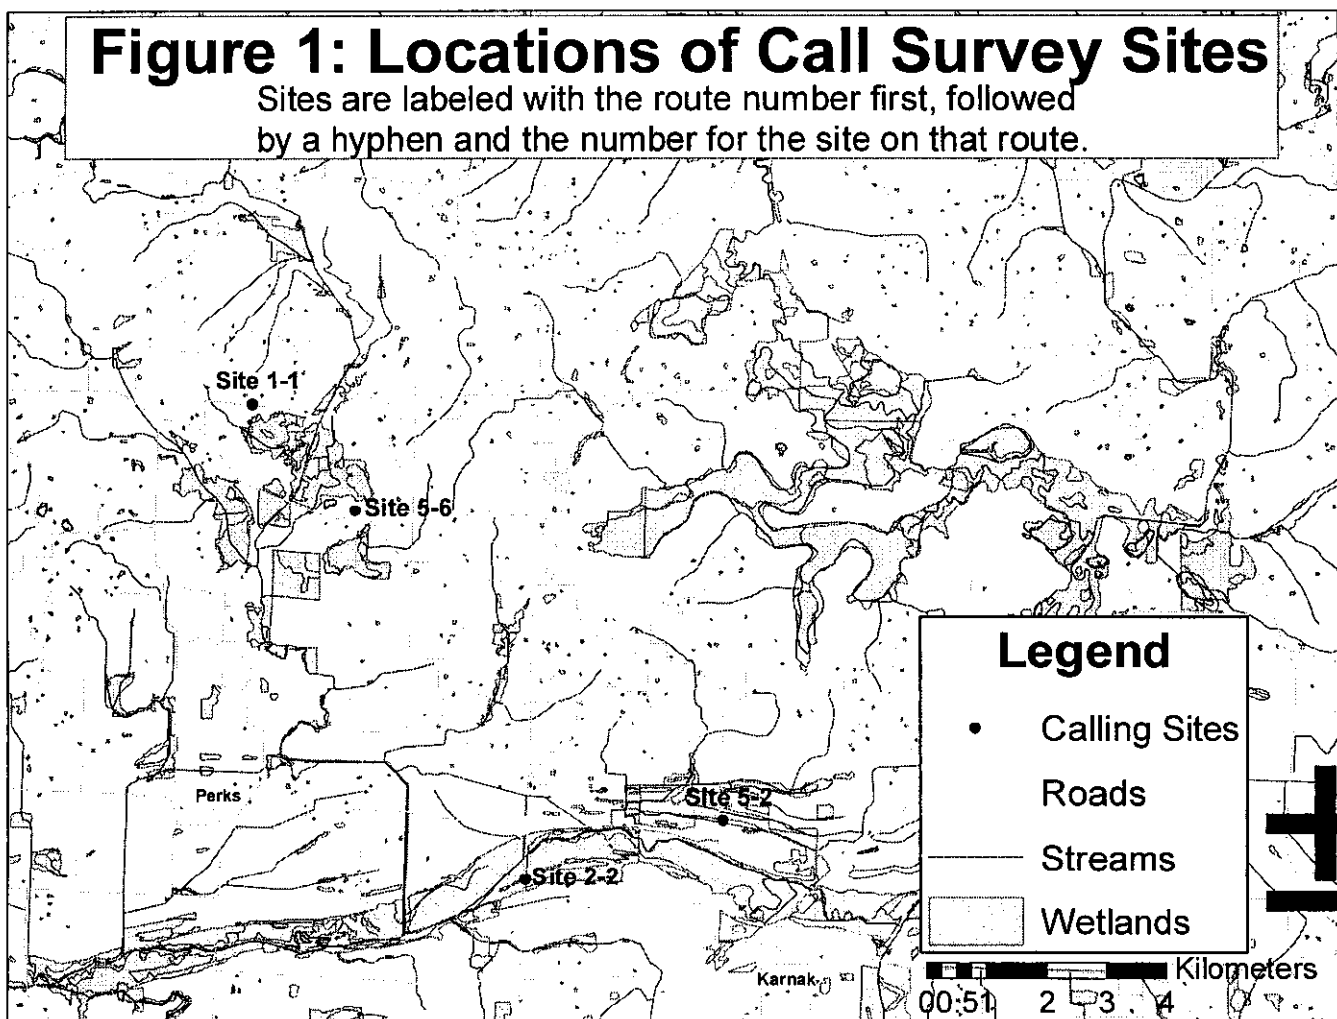 Figure 1: Locations of Call Survey Sites
Sites are labeled with the route number first, followed
by a hyphen and the number for the site on that route.
Site 1-1
Site 5-6
Legend
Calling Sites
Perks
Site 5-2
Roads
Streams
Site 2-2
Wetlands
Karnak
Kilometers
00.51 2 3 4